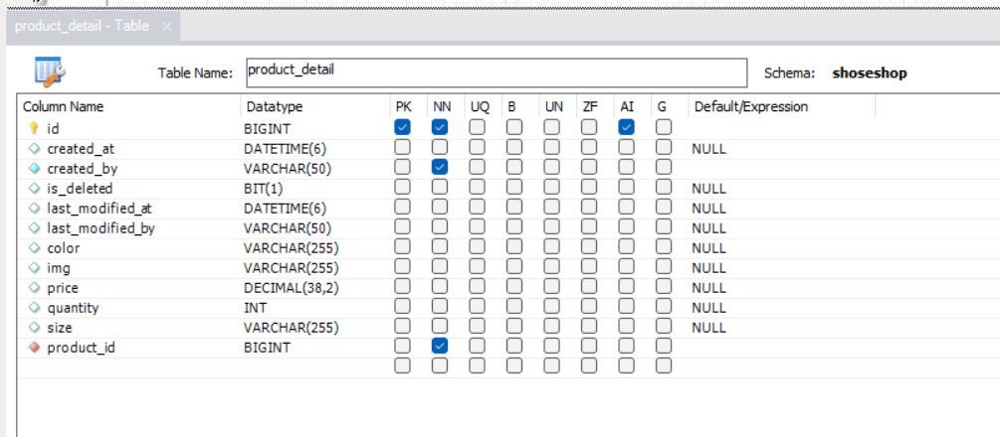 product_detail - Table ×
Table Name: product_detail Schema: shoseshop
Column Name Datatype PK NN UQ B UN ZF AI G Default/Expression
id BIGINT
created_at DATETIME(6) NULL
created_by VARCHAR(50)
is_deleted BIT(1) NULL
last_modified_at DATETIME(6) NULL
last_modified_by VARCHAR(50) NULL
color VARCHAR(255) NULL
img VARCHAR(255) NULL
price DECIMAL(38,2) NULL
quantity INT NULL
size VARCHAR(255) NULL
product_id BIGINT